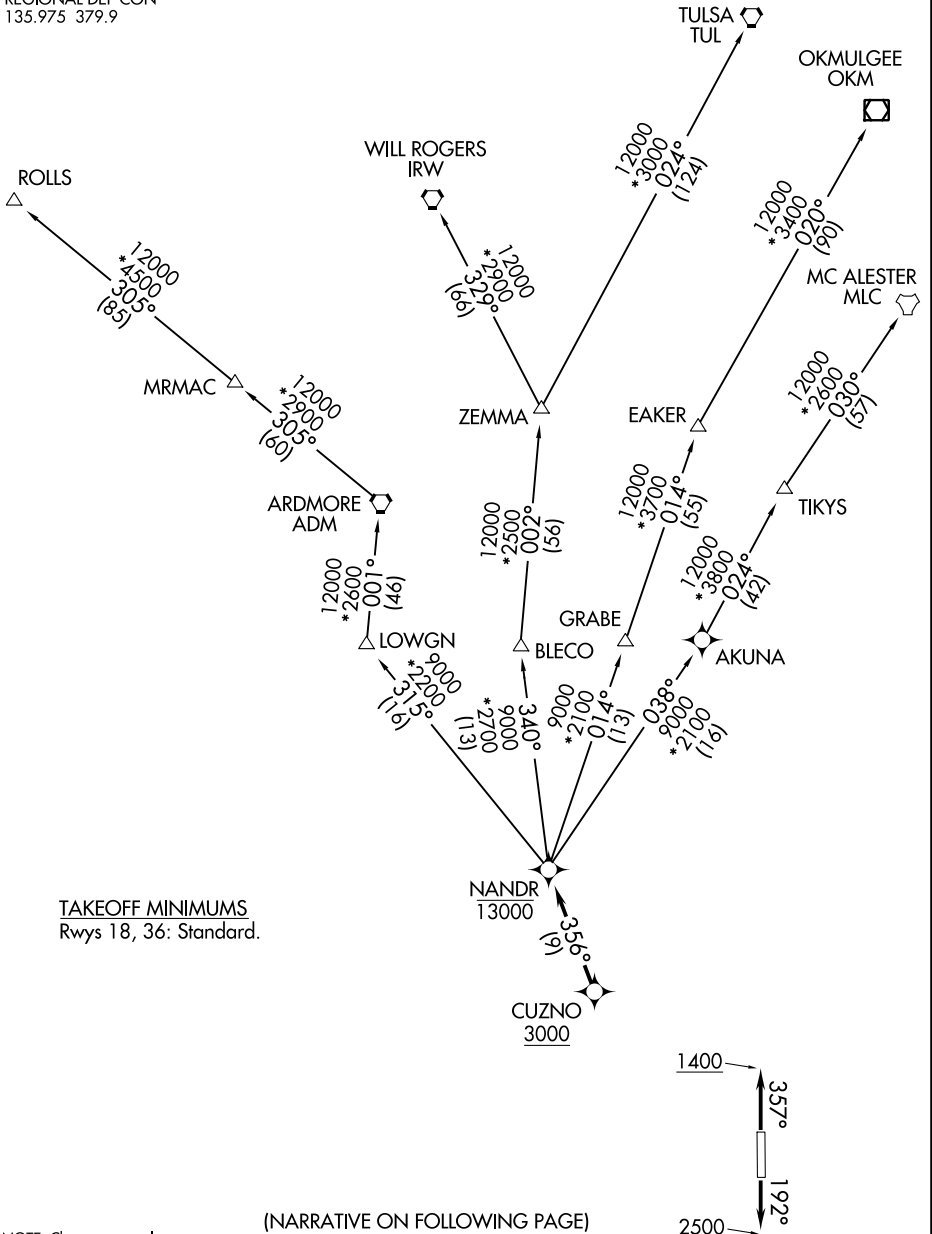 135.975 379.9
TULSA
TUL
OKMULGEE
OKM
WILL ROGERS
IRW
ROLLS
MC ALESTER
MLC
12000
*3000
024°
(124)
12000
*3400
020°
(90)
12000
*2900
329°
(66)
12000
*4500
305°
(85)
12000
*2600
030°
(57)
MRMAC
12000
*2900
305°
(60)
ZEMMA
EAKER
ARDMORE
ADM
TIKYS
12000
*2500
002°
(56)
12000
*3700
014°
(55)
12000
*3800
024°
(42)
12000
*2600
001°
(46)
LOWGN
BLECO
GRABE
AKUNA
9000
*2200
315°
(16)
340°
9000
*2700
(13)
9000
*2100
014°
(13)
038°
9000
*2100
(16)
NANDR
13000
TAKEOFF MINIMUMS
Rwys 18, 36: Standard.
356°
(9)
CUZNO
3000
1400
357°
192°
2500
(NARRATIVE ON FOLLOWING PAGE)